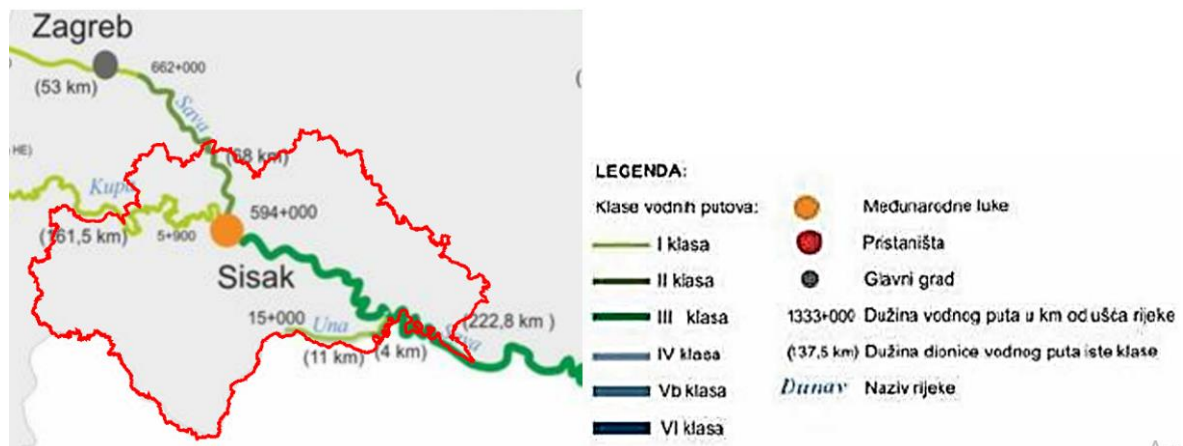 Zagreb
662+000
(53 km)
Sava
(68 km)
HE)
Kupa
594+000
(161,5 km)
5+900
Sisak
15+000
Una
(222,8 km )
Sava
(11 km)
(4 km)
(
LEGENDA:
Klase vodnih putova:
Međunarodne luke
I klasa
Pristaništa
II klasa
Glavni grad
III klasa
1333+000 Dužina vodnog puta u km od ušća rijeke
IV klasa
(137,5 km) Dužina dionice vodnog puta iste klase
Vb klasa
Dunav Naziv rijeke
VI klasa